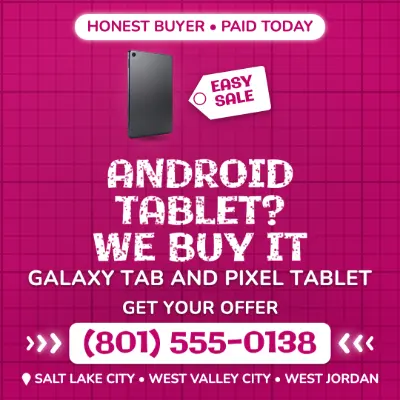 HONEST BUYER • PAID TODAY
EASY
SALE
ANDROID
TABLET?
WE BUY IT
GALAXY TAB AND PIXEL TABLET
GET YOUR OFFER
(801) 555-0138
SALT LAKE CITY • WEST VALLEY CITY • WEST JORDAN